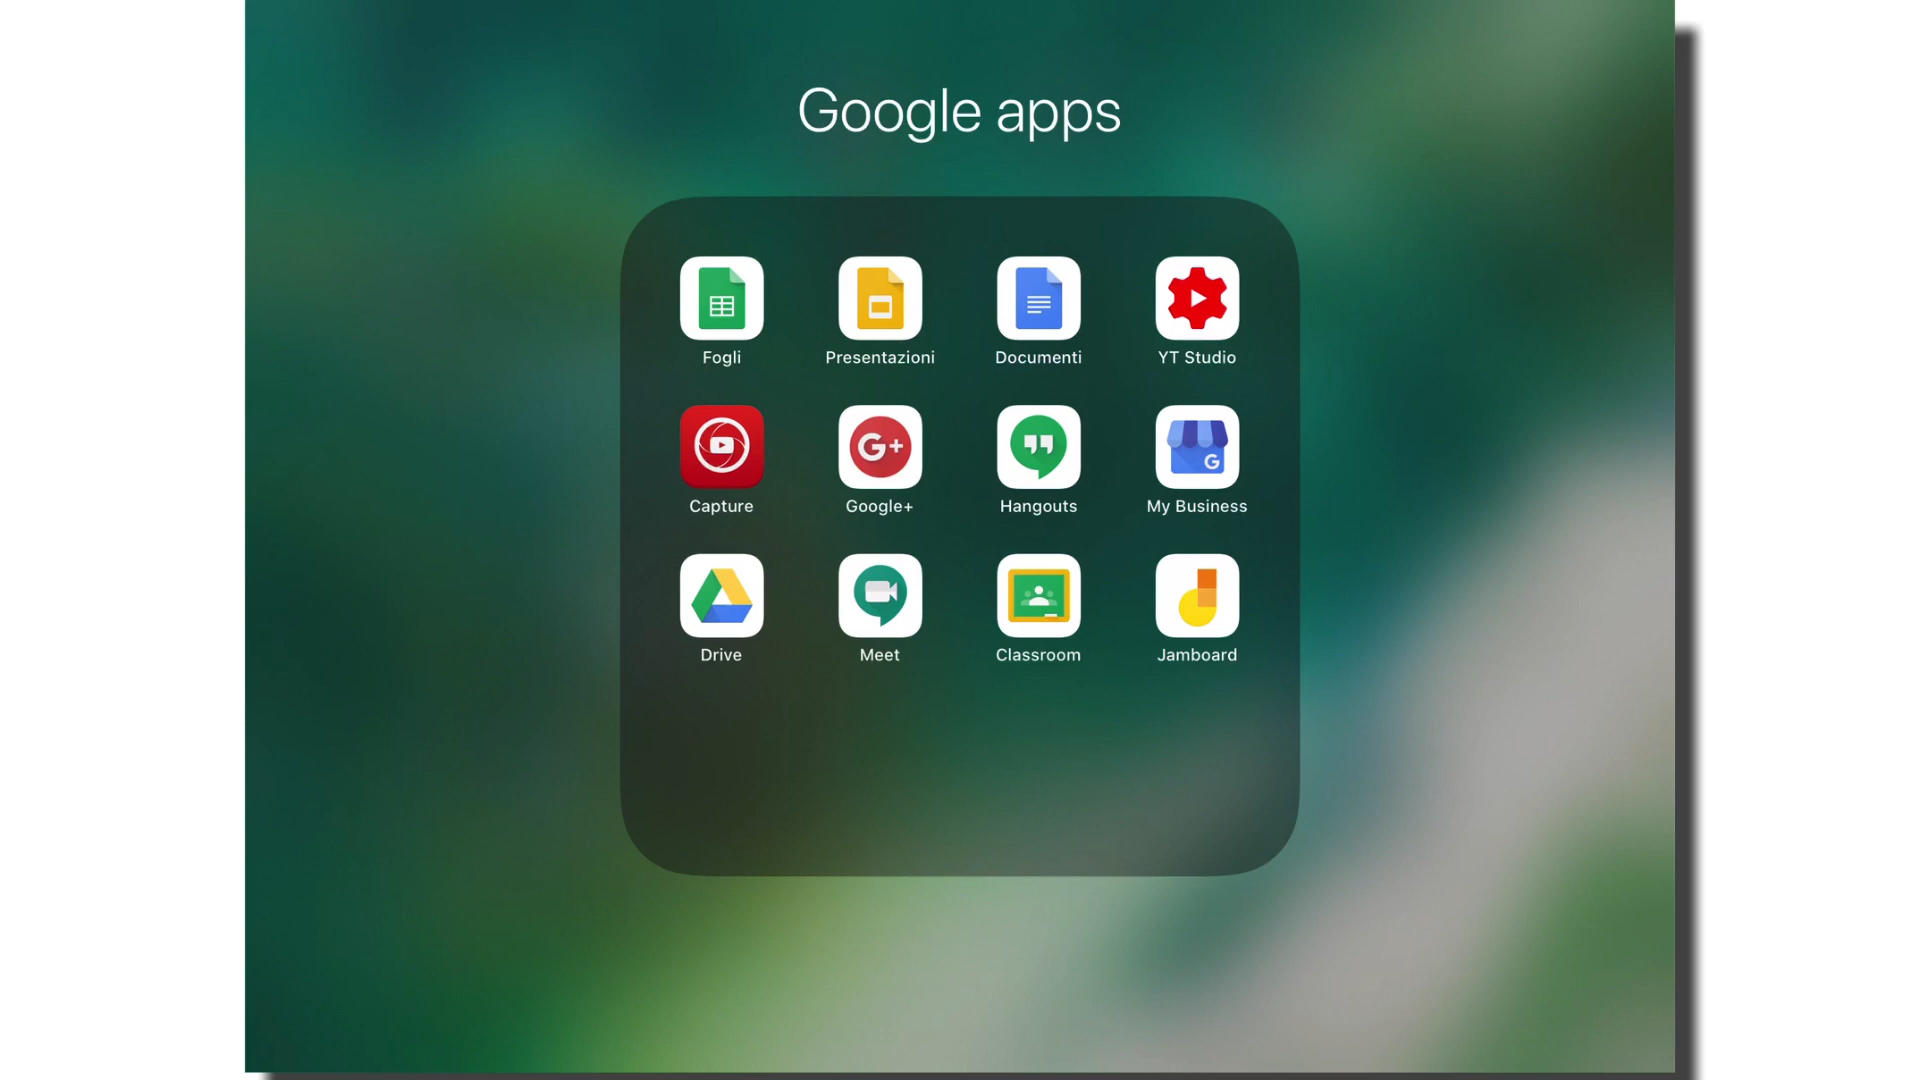 Google apps
Fogli Presentazioni Documenti YT Studio
G+ G
Capture Google+ Hangouts My Business
Drive Meet Classroom Jamboard